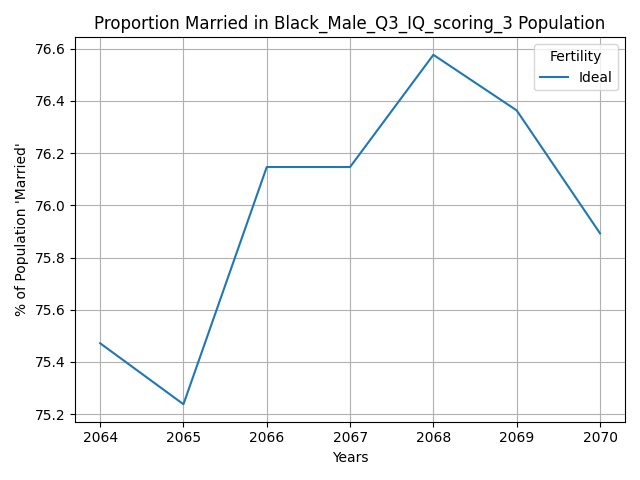 Proportion Married in Black_Male_Q3_IQ_scoring_3 Population
76.6
76.4
76.2
76.0
75.8
75.6
75.4
75.2
% of Population 'Married'
Fertility
Ideal
2064 2065 2066 2067 2068 2069 2070
Years